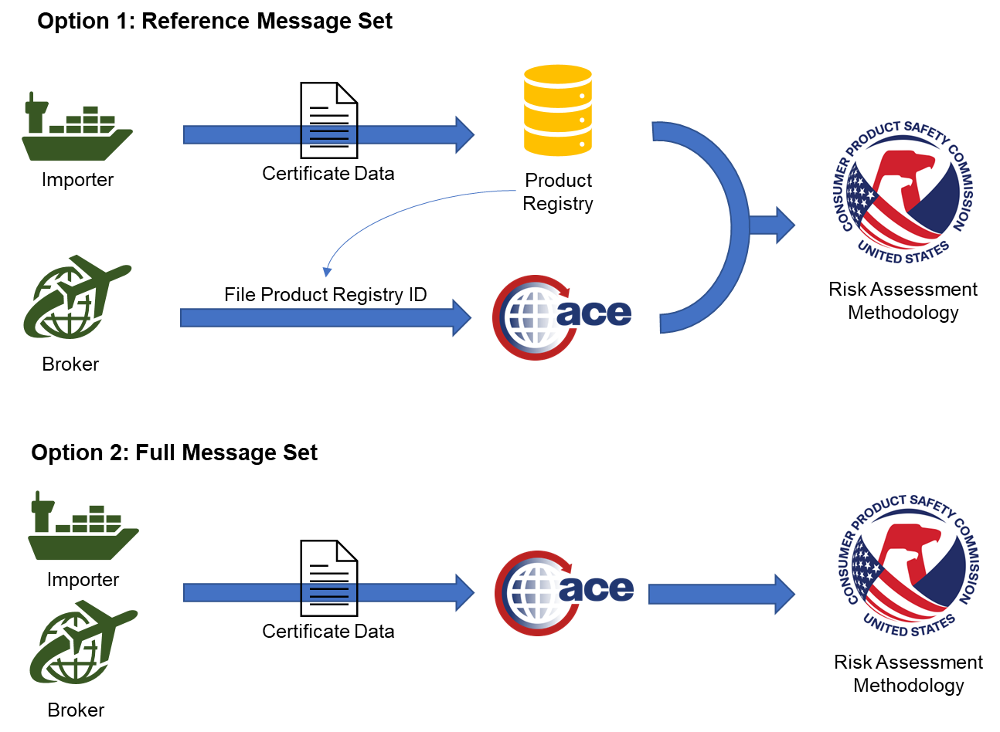 Option 1: Reference Message Set
Importer
Certificate Data
Product
Registry
CONSUMER PRODUCT SAFETY COMMISSION
UNITED STATES
Risk Assessment
Methodology
File Product Registry ID
ace
Broker
Option 2: Full Message Set
Importer
Certificate Data
ace
CONSUMER PRODUCT SAFETY COMMISSION
UNITED STATES
Risk Assessment
Methodology
Broker